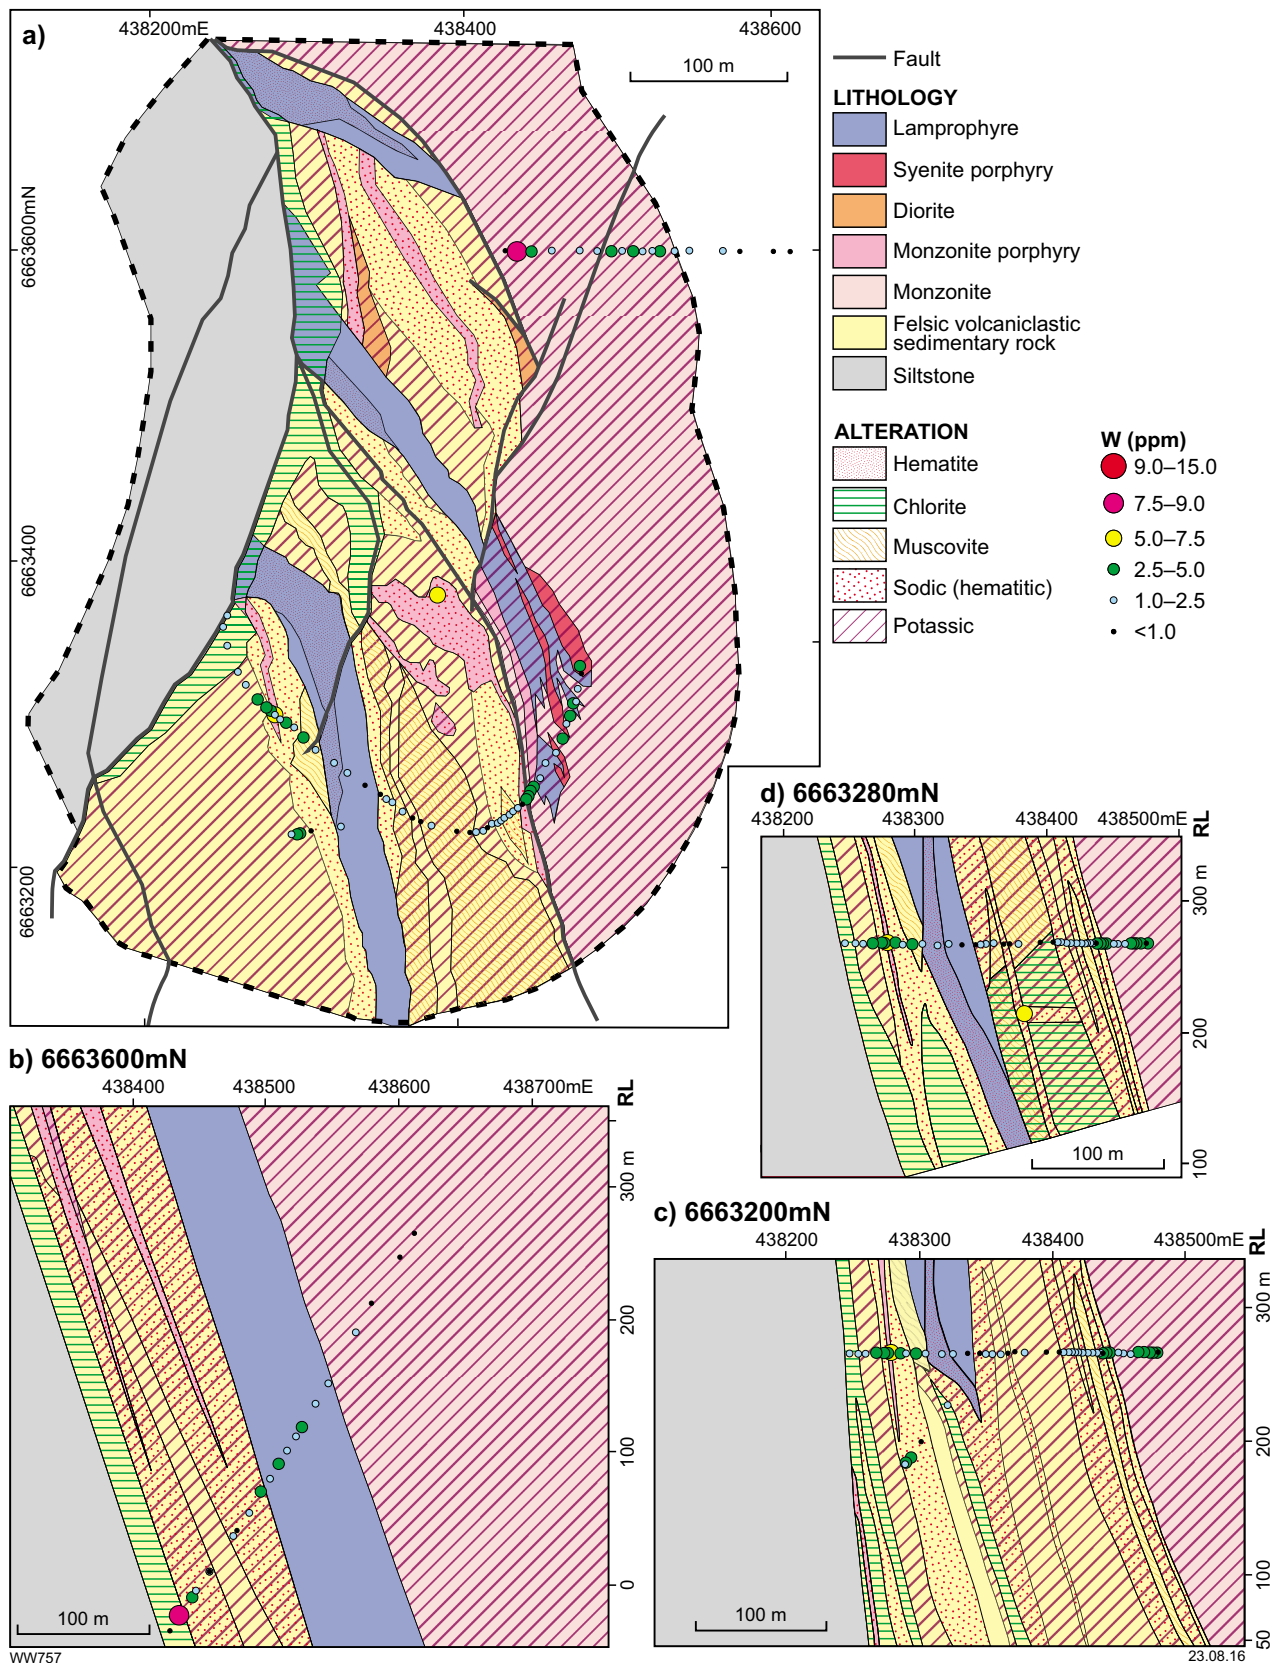 a)
438200mE
438400
438600
100 m
6663600mN
6663400
6663200
Fault
LITHOLOGY
Lamprophyre
Syenite porphyry
Diorite
Monzonite porphyry
Monzonite
Felsic volcaniclastic
sedimentary rock
Siltstone
ALTERATION
Hematite
Chlorite
Muscovite
Sodic (hematitic)
Potassic
W (ppm)
9.0–15.0
7.5–9.0
5.0–7.5
2.5–5.0
1.0–2.5
<1.0
d) 6663280mN
438200
438300
438400
438500mE
RL
300 m
200
100
100 m
b) 6663600mN
438400
438500
438600
438700mE
RL
300 m
200
100
0
100 m
c) 6663200mN
438200
438300
438400
438500mE
RL
300 m
200
100
50
100 m
WW757
23.08.16